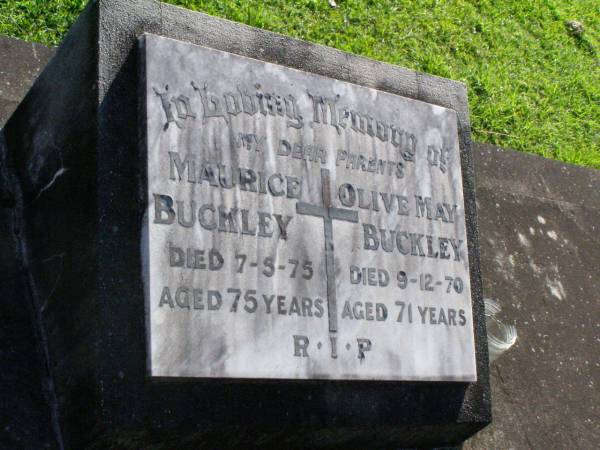 In Loving Memory of
MY DEAR PARENTS
MAURICE BUCKLEY
DIED 7-5-75
AGED 75 YEARS
OLIVE MAY
BUCKLEY
DIED 9-12-70
AGED 71 YEARS
R·I·P